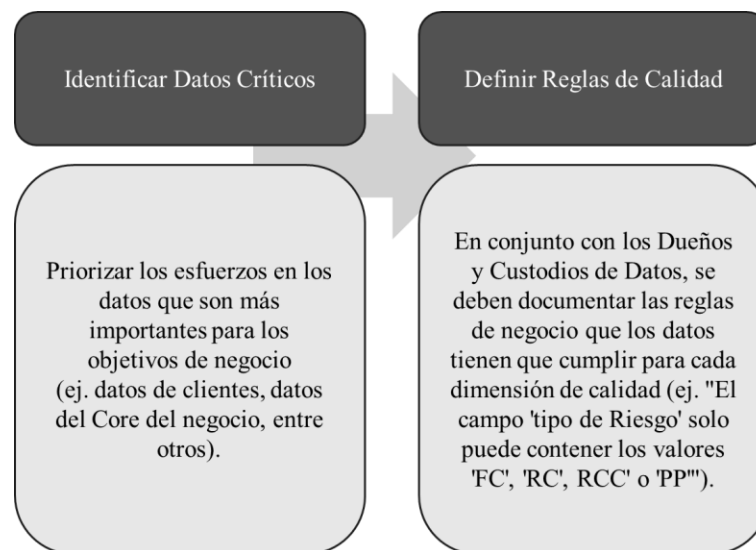 Identificar Datos Críticos
Priorizar los esfuerzos en los
datos que son más
importantes para los
objetivos de negocio
(ej. datos de clientes, datos
del Core del negocio, entre
otros).
Definir Reglas de Calidad
En conjunto con los Dueños
y Custodios de Datos, se
deben documentar las reglas
de negocio que los datos
tienen que cumplir para cada
dimensión de calidad (ej. "El
campo 'tipo de Riesgo' solo
puede contener los valores
'FC', 'RC', RCC' o 'PP'").